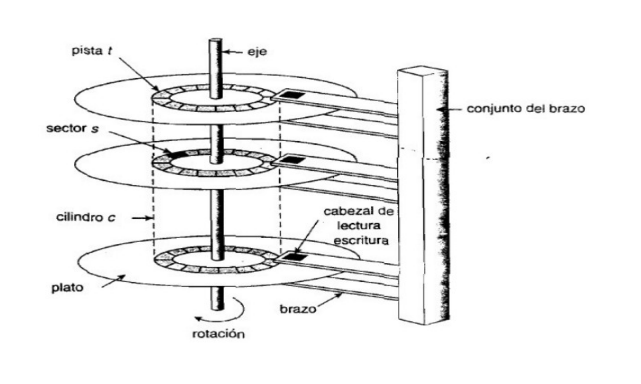 pista t
eje
conjunto del brazo
sector s
cilindro c
cabezal de
lectura
escritura
plato
brazo
rotación